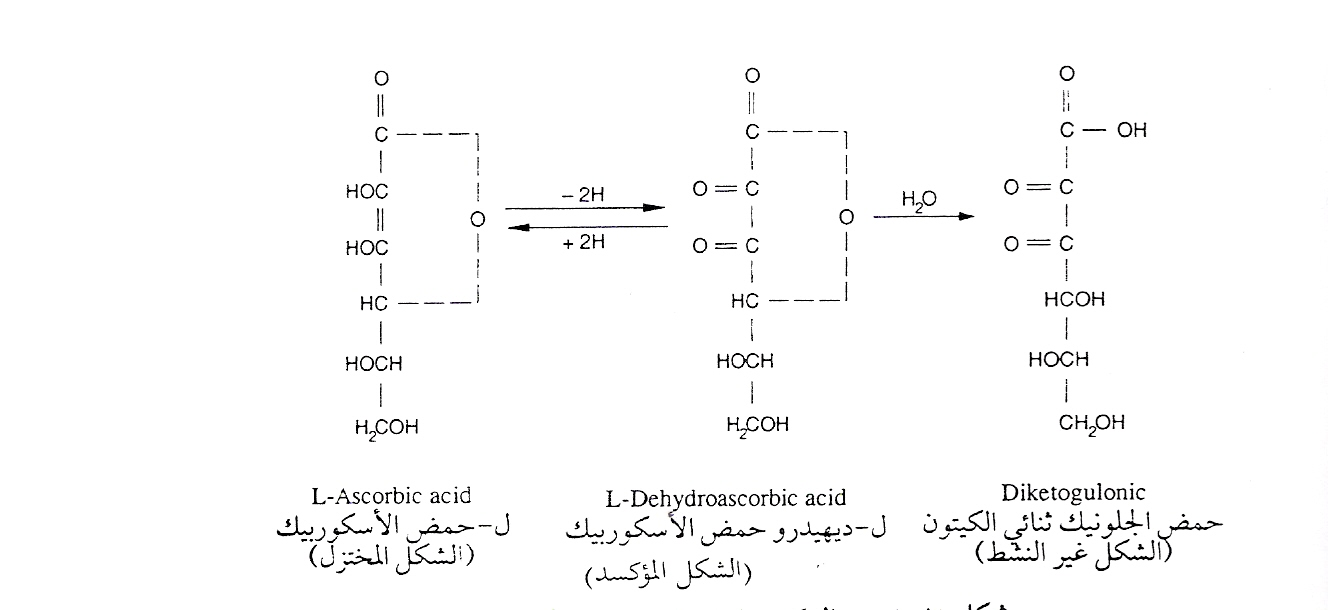 O
C
HOC
HOC
HC
HOCH
H₂COH
O
− 2H
+ 2H
O
C
O = C
O = C
HC
HOCH
H₂COH
O
H₂O
O
C — OH
O = C
O = C
HCOH
HOCH
CH₂OH
L-Ascorbic acid
ل-حمض الأسكوربيك
(الشكل المختزل)
L-Dehydroascorbic acid
ل-ديهيدرو حمض الأسكوربيك
(الشكل المؤكسد)
Diketogulonic
حمض الجلونيك ثنائي الكيتون
(الشكل غير النشط)